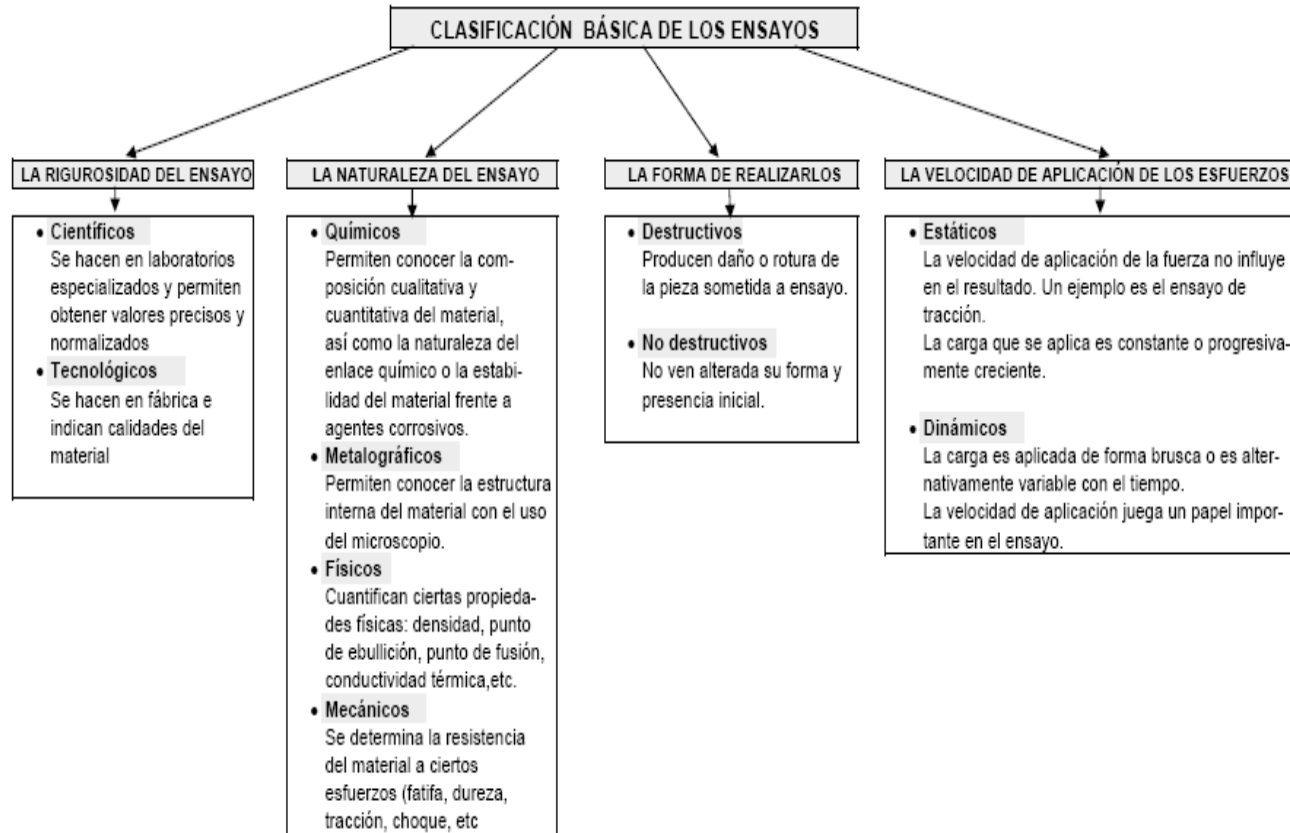 CLASIFICACIÓN BÁSICA DE LOS ENSAYOS
LA RIGUROSIDAD DEL ENSAYO
• Científicos
Se hacen en laboratorios
especializados y permiten
obtener valores precisos y
normalizados
• Tecnológicos
Se hacen en fábrica e
indican calidades del
material
LA NATURALEZA DEL ENSAYO
• Químicos
Permiten conocer la com-
posición cualitativa y
cuantitativa del material,
así como la naturaleza del
enlace químico o la estabi-
lidad del material frente a
agentes corrosivos.
• Metalográficos
Permiten conocer la estructura
interna del material con el uso
del microscopio.
• Físicos
Cuantifican ciertas propieda-
des físicas: densidad, punto
de ebullición, punto de fusión,
conductividad térmica,etc.
• Mecánicos
Se determina la resistencia
del material a ciertos
esfuerzos (fatifa, dureza,
tracción, choque, etc
LA FORMA DE REALIZARLOS
• Destructivos
Producen daño o rotura de
la pieza sometida a ensayo.
• No destructivos
No ven alterada su forma y
presencia inicial.
LA VELOCIDAD DE APLICACIÓN DE LOS ESFUERZOS
• Estáticos
La velocidad de aplicación de la fuerza no influye
en el resultado. Un ejemplo es el ensayo de
tracción.
La carga que se aplica es constante o progresiva-
mente creciente.
• Dinámicos
La carga es aplicada de forma brusca o es alter-
nativamente variable con el tiempo.
La velocidad de aplicación juega un papel impor-
tante en el ensayo.